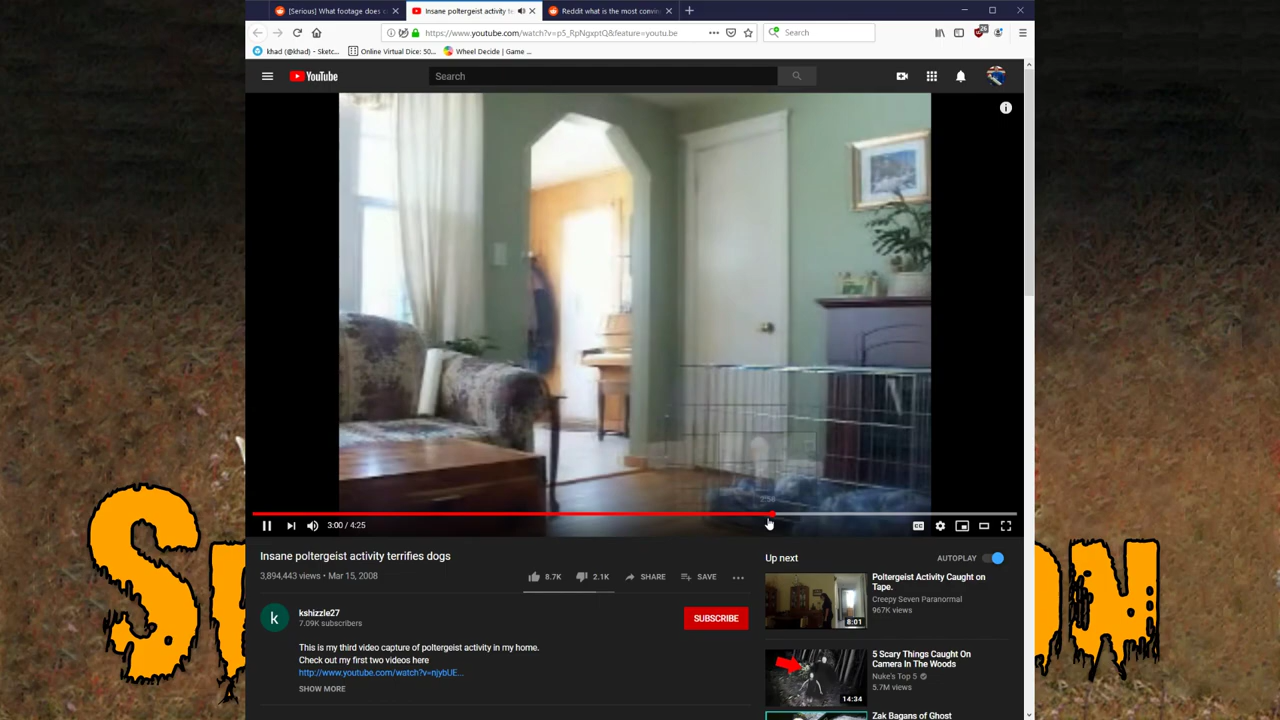 [Serious] What footage does c
Insane poltergeist activity te
Reddit what is the most convin
https://www.youtube.com/watch?v=p5_RpNgxptQ&feature=youtu.be
Search
26
khad (@khad) - Sketc...
Online Virtual Dice: 50...
Wheel Decide | Game ...
YouTube
Search
3:00 / 4:25
CC
Insane poltergeist activity terrifies dogs
3,894,443 views • Mar 15, 2008
8.7K
2.1K
SHARE
SAVE
k
kshizzle27
7.09K subscribers
SUBSCRIBE
This is my third video capture of poltergeist activity in my home.
Check out my first two videos here
http://www.youtube.com/watch?v=njybUE...
SHOW MORE
Up next
AUTOPLAY
Poltergeist Activity Caught on
Tape.
Creepy Seven Paranormal
967K views
8:01
5 Scary Things Caught On
Camera In The Woods
Nuke's Top 5
5.7M views
14:34
Zak Bagans of Ghost